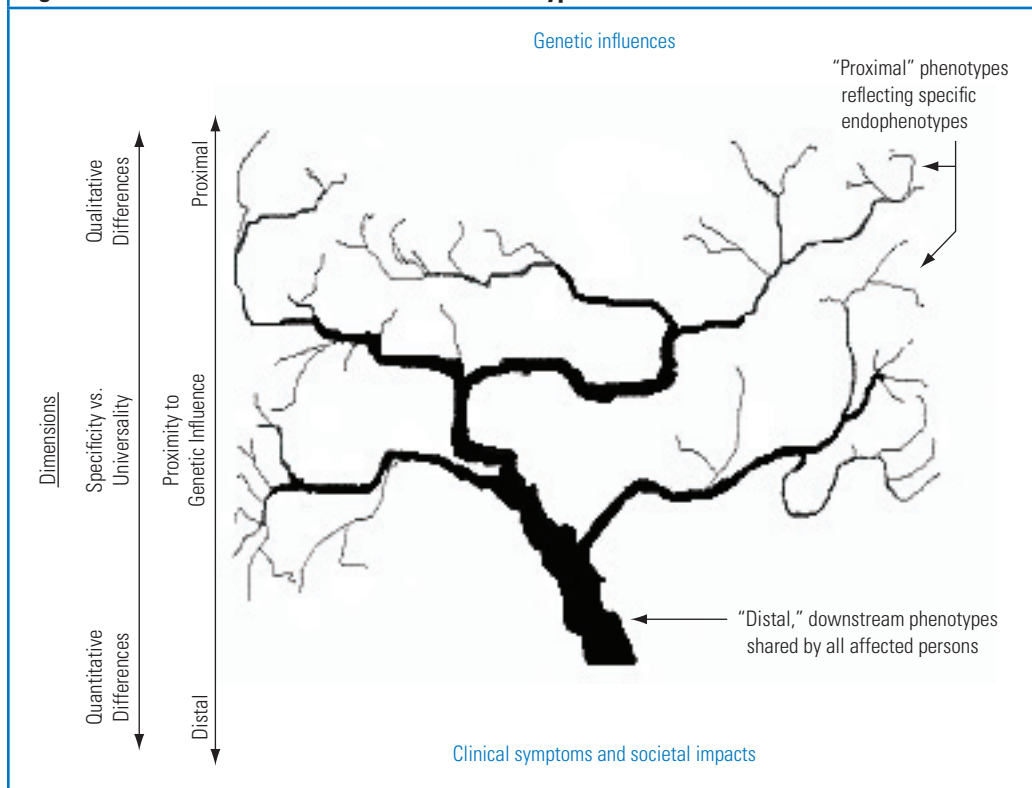 Genetic influences
“Proximal” phenotypes
reflecting specific
endophenotypes
Qualitative
Differences
Proximal
Dimensions
Specificity vs.
Universality
Proximity to
Genetic Influence
Quantitative
Differences
Distal
“Distal,” downstream phenotypes
shared by all affected persons
Clinical symptoms and societal impacts